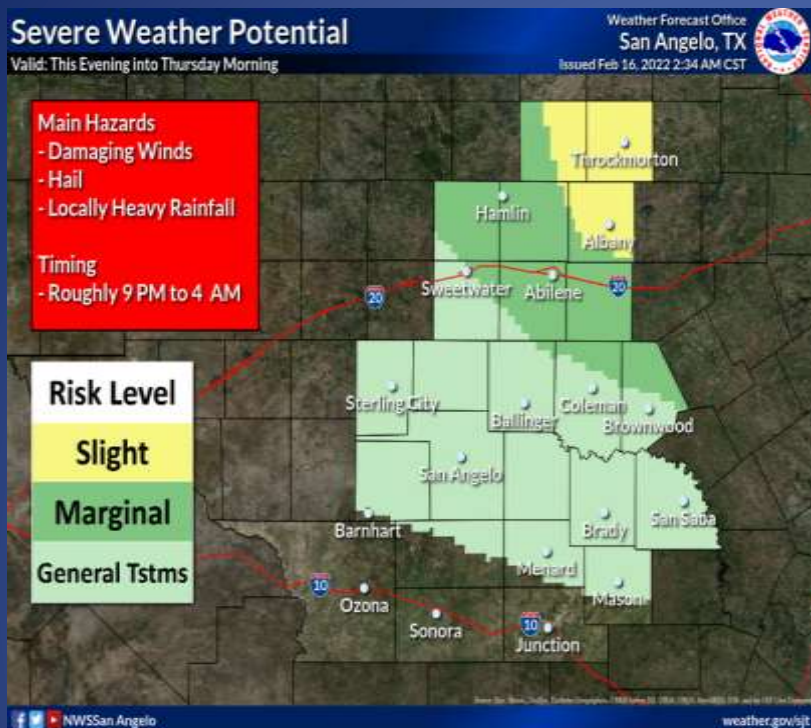 Severe Weather Potential
Valid: This Evening into Thursday Morning
Weather Forecast Office
San Angelo, TX
Issued Feb 16, 2022 2:34 AM CST
Main Hazards
- Damaging Winds
- Hail
- Locally Heavy Rainfall
Timing
- Roughly 9 PM to 4 AM
Throckmorton
Hamlin
Albany
Sweetwater
Abilene
20
20
Risk Level
Slight
Marginal
General Tstms
Sterling City
Ballinger
Coleman
Brownwood
San Angelo
Barnhart
Brady
San Saba
Menard
Mason
10
Ozona
Sonora
10
Junction
NWSSan Angelo
weather.gov/sjt